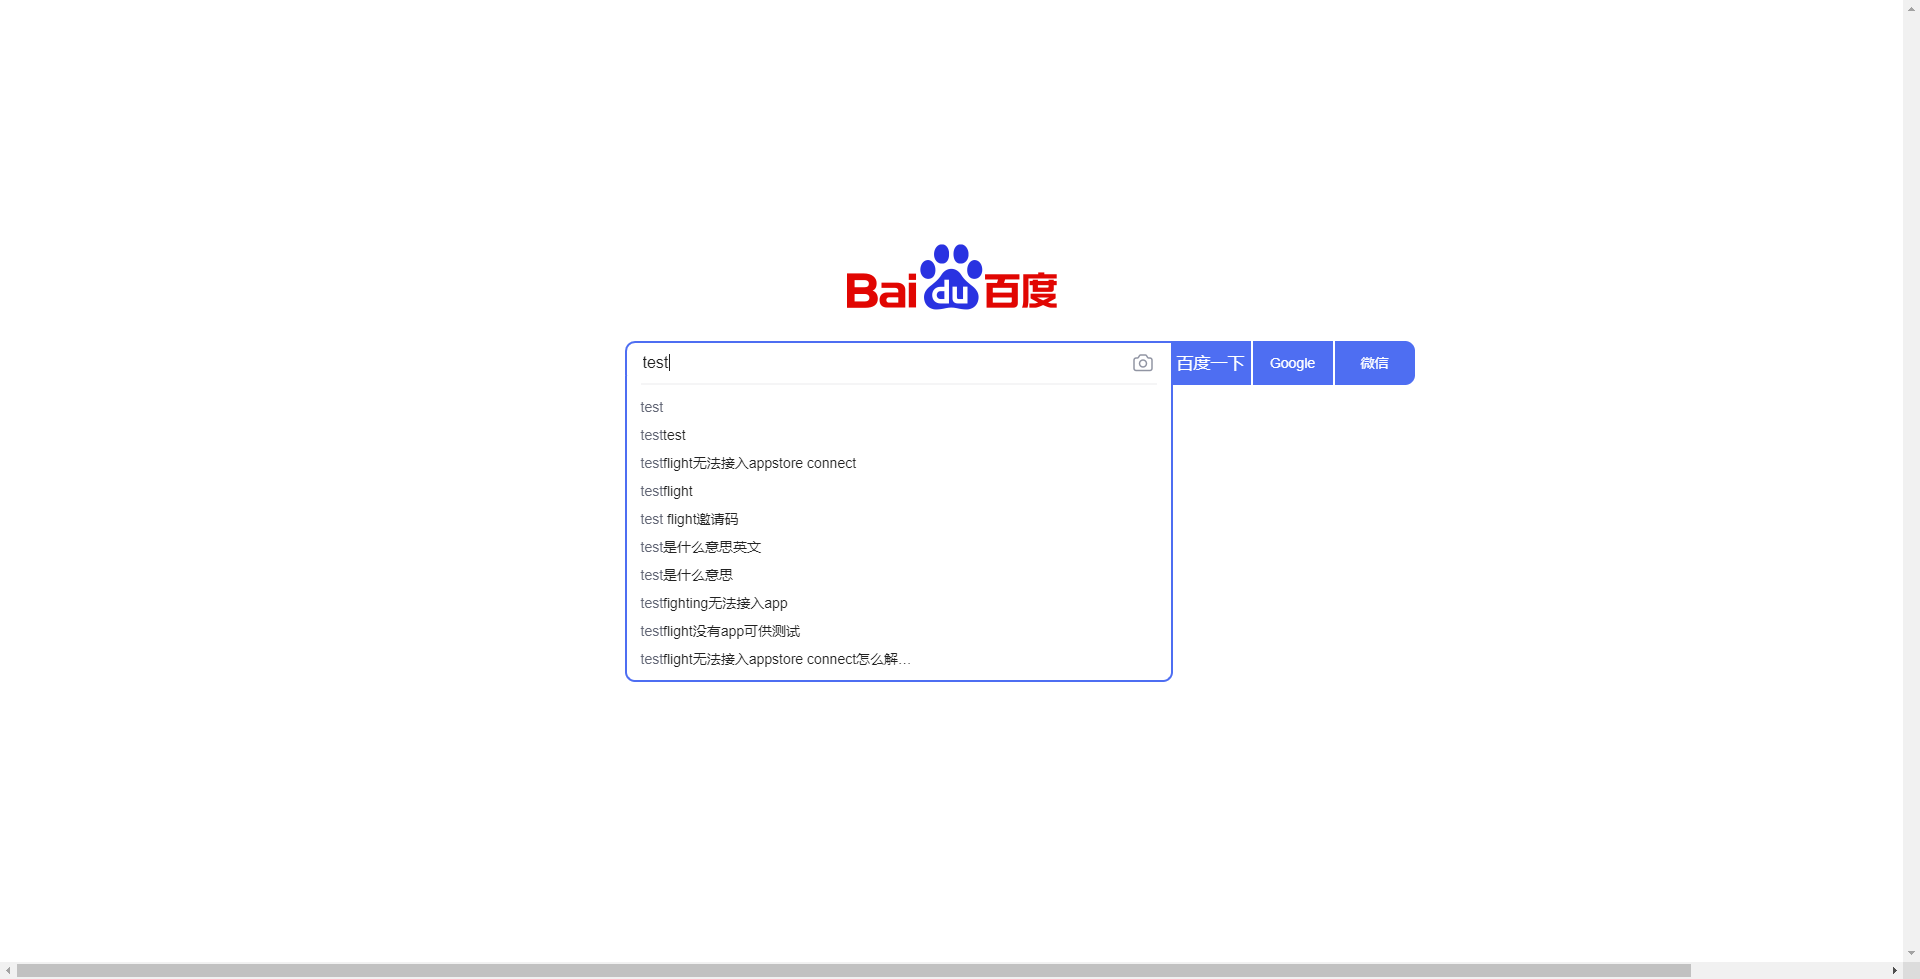 Bai du 百度
test 百度一下 Google 微信
test
testtest
testflight无法接入appstore connect
testflight
test flight邀请码
test是什么意思英文
test是什么意思
testfighting无法接入app
testflight没有app可供测试
testflight无法接入appstore connect怎么解…